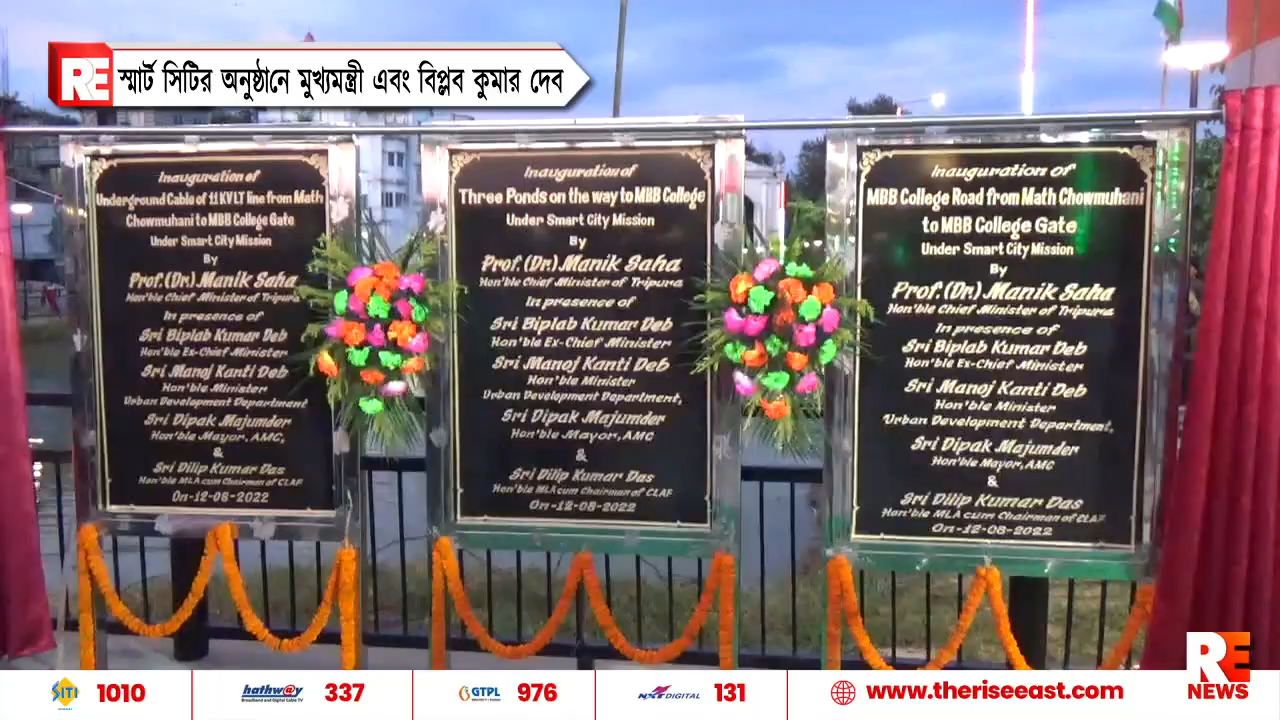 RE স্মার্ট সিটির অনুষ্ঠানে মুখ্যমন্ত্রী এবং বিপ্লব কুমার দেব
Inauguration of
Underground Cable of 11 KV LT line from Math
Chowmuhani to MBB College Gate
Under Smart City Mission
By
Prof. (Dr.) Manik Saha
Hon'ble Chief Minister of Tripura
In presence of
Sri Biplab Kumar Deb
Hon'ble Ex-Chief Minister
Sri Manoj Kanti Deb
Hon'ble Minister
Urban Development Department
Sri Dipak Majumder
Hon'ble Mayor, AMC,
&
Sri Dilip Kumar Das
Hon'ble MLA cum Chairman of CLAF
On-12-08-2022
Inauguration of
Three Ponds on the way to MBB College
Under Smart City Mission
By
Prof. (Dr.) Manik Saha
Hon'ble Chief Minister of Tripura
In presence of
Sri Biplab Kumar Deb
Hon'ble Ex-Chief Minister
Sri Manoj Kanti Deb
Hon'ble Minister
Urban Development Department,
Sri Dipak Majumder
Hon'ble Mayor, AMC
&
Sri Dilip Kumar Das
Hon'ble MLA cum Chairman of CLAF
On-12-08-2022
Inauguration of
MBB College Road from Math Chowmuhani
to MBB College Gate
Under Smart City Mission
By
Prof. (Dr.) Manik Saha
Hon'ble Chief Minister of Tripura
In presence of
Sri Biplab Kumar Deb
Hon'ble Ex-Chief Minister
Sri Manoj Kanti Deb
Hon'ble Minister
Urban Development Department,
Sri Dipak Majumder
Hon'ble Mayor, AMC
&
Sri Dilip Kumar Das
Hon'ble MLA cum Chairman of CLAF
On-12-08-2022
SITI 1010
hathw@y Broadband and Digital Cable TV 337
GTPL 976
NXT DIGITAL 131
www.theriseeast.com
RE
NEWS